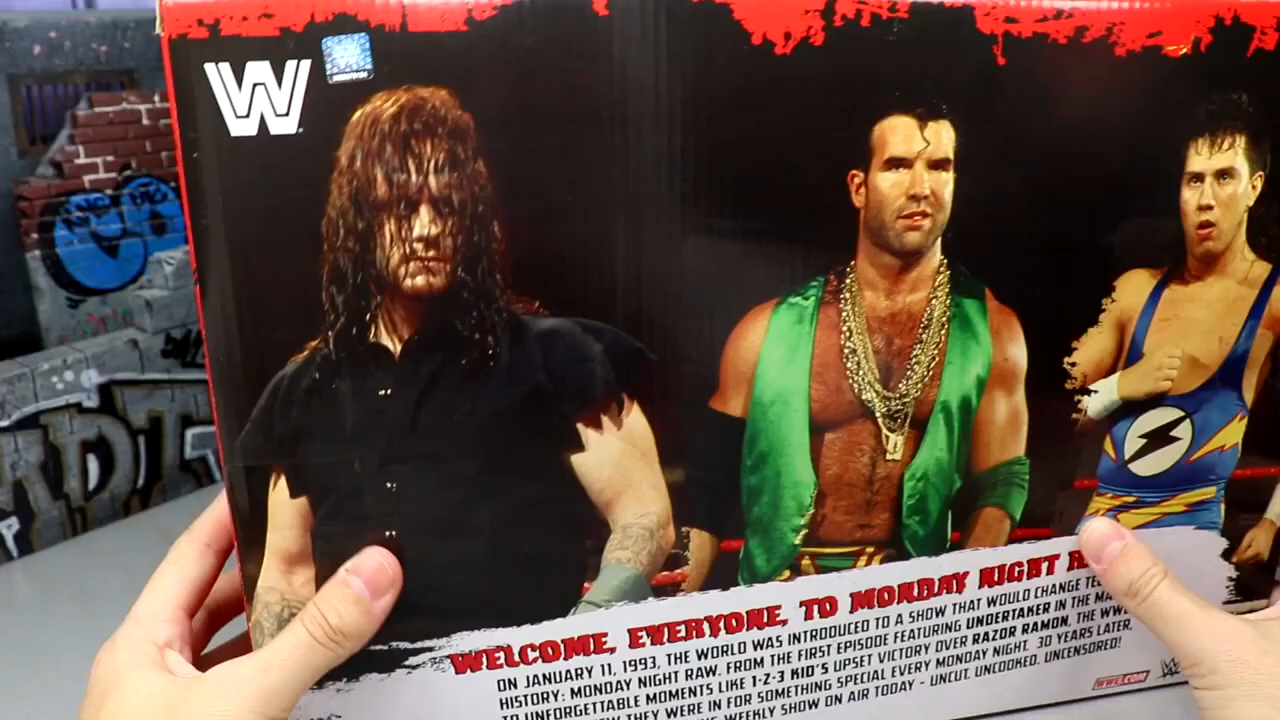 W
WELCOME, EVERYONE, TO MONDAY NIGHT
ON JANUARY 11, 1993, THE WORLD WAS INTRODUCED TO A SHOW THAT WOULD CHANGE
HISTORY: MONDAY NIGHT RAW. FROM THE FIRST EPISODE FEATURING UNDERTAKER IN THE
TO UNFORGETTABLE MOMENTS LIKE 1-2-3 KID'S UPSET VICTORY OVER RAZOR RAMON, THE
THEY WERE IN FOR SOMETHING SPECIAL EVERY MONDAY NIGHT. 30 YEARS LATER,
WEEKLY SHOW ON AIR TODAY - UNCUT. UNCOOKED. UNCENSORED!
WWE.COM
W